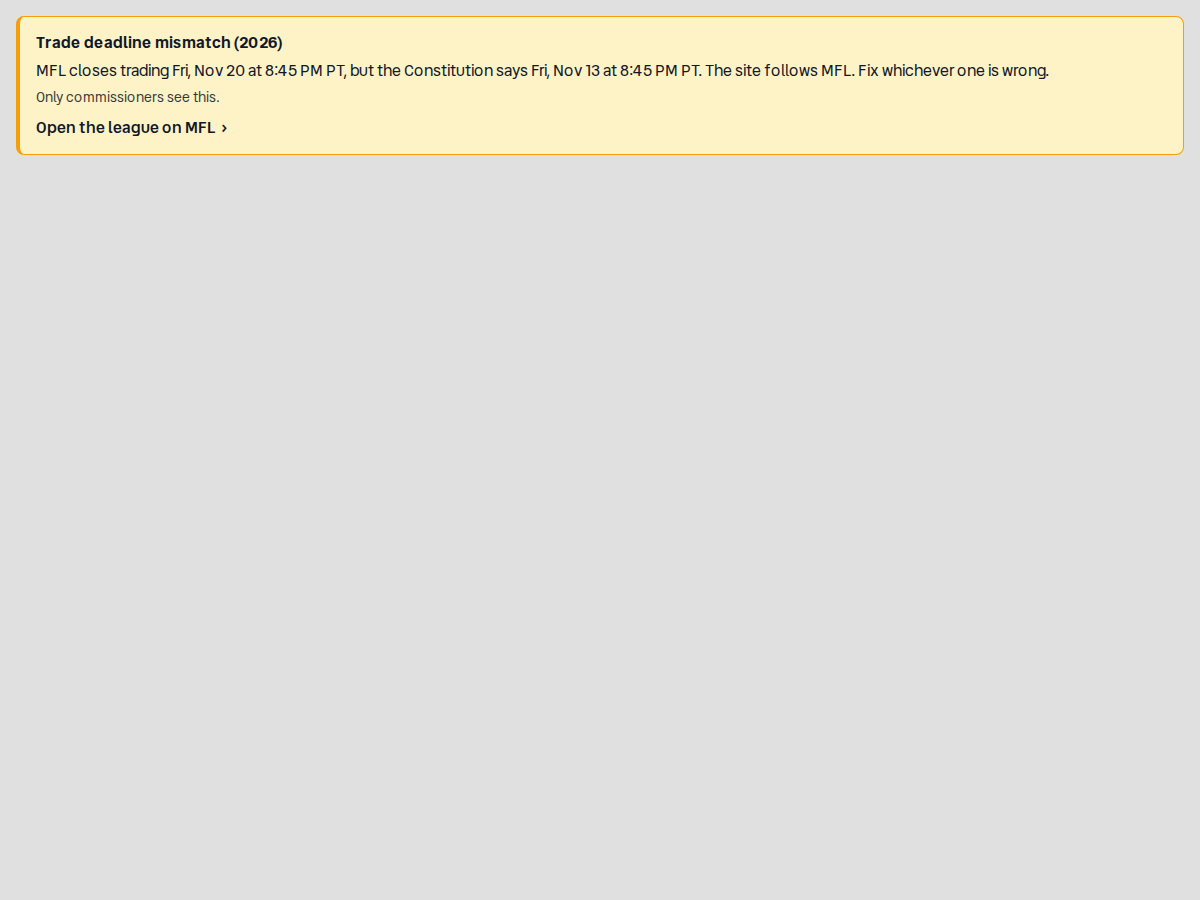 Trade deadline mismatch (2026)
MFL closes trading Fri, Nov 20 at 8:45 PM PT, but the Constitution says Fri, Nov 13 at 8:45 PM PT. The site follows MFL. Fix whichever one is wrong.
Only commissioners see this.
Open the league on MFL ›